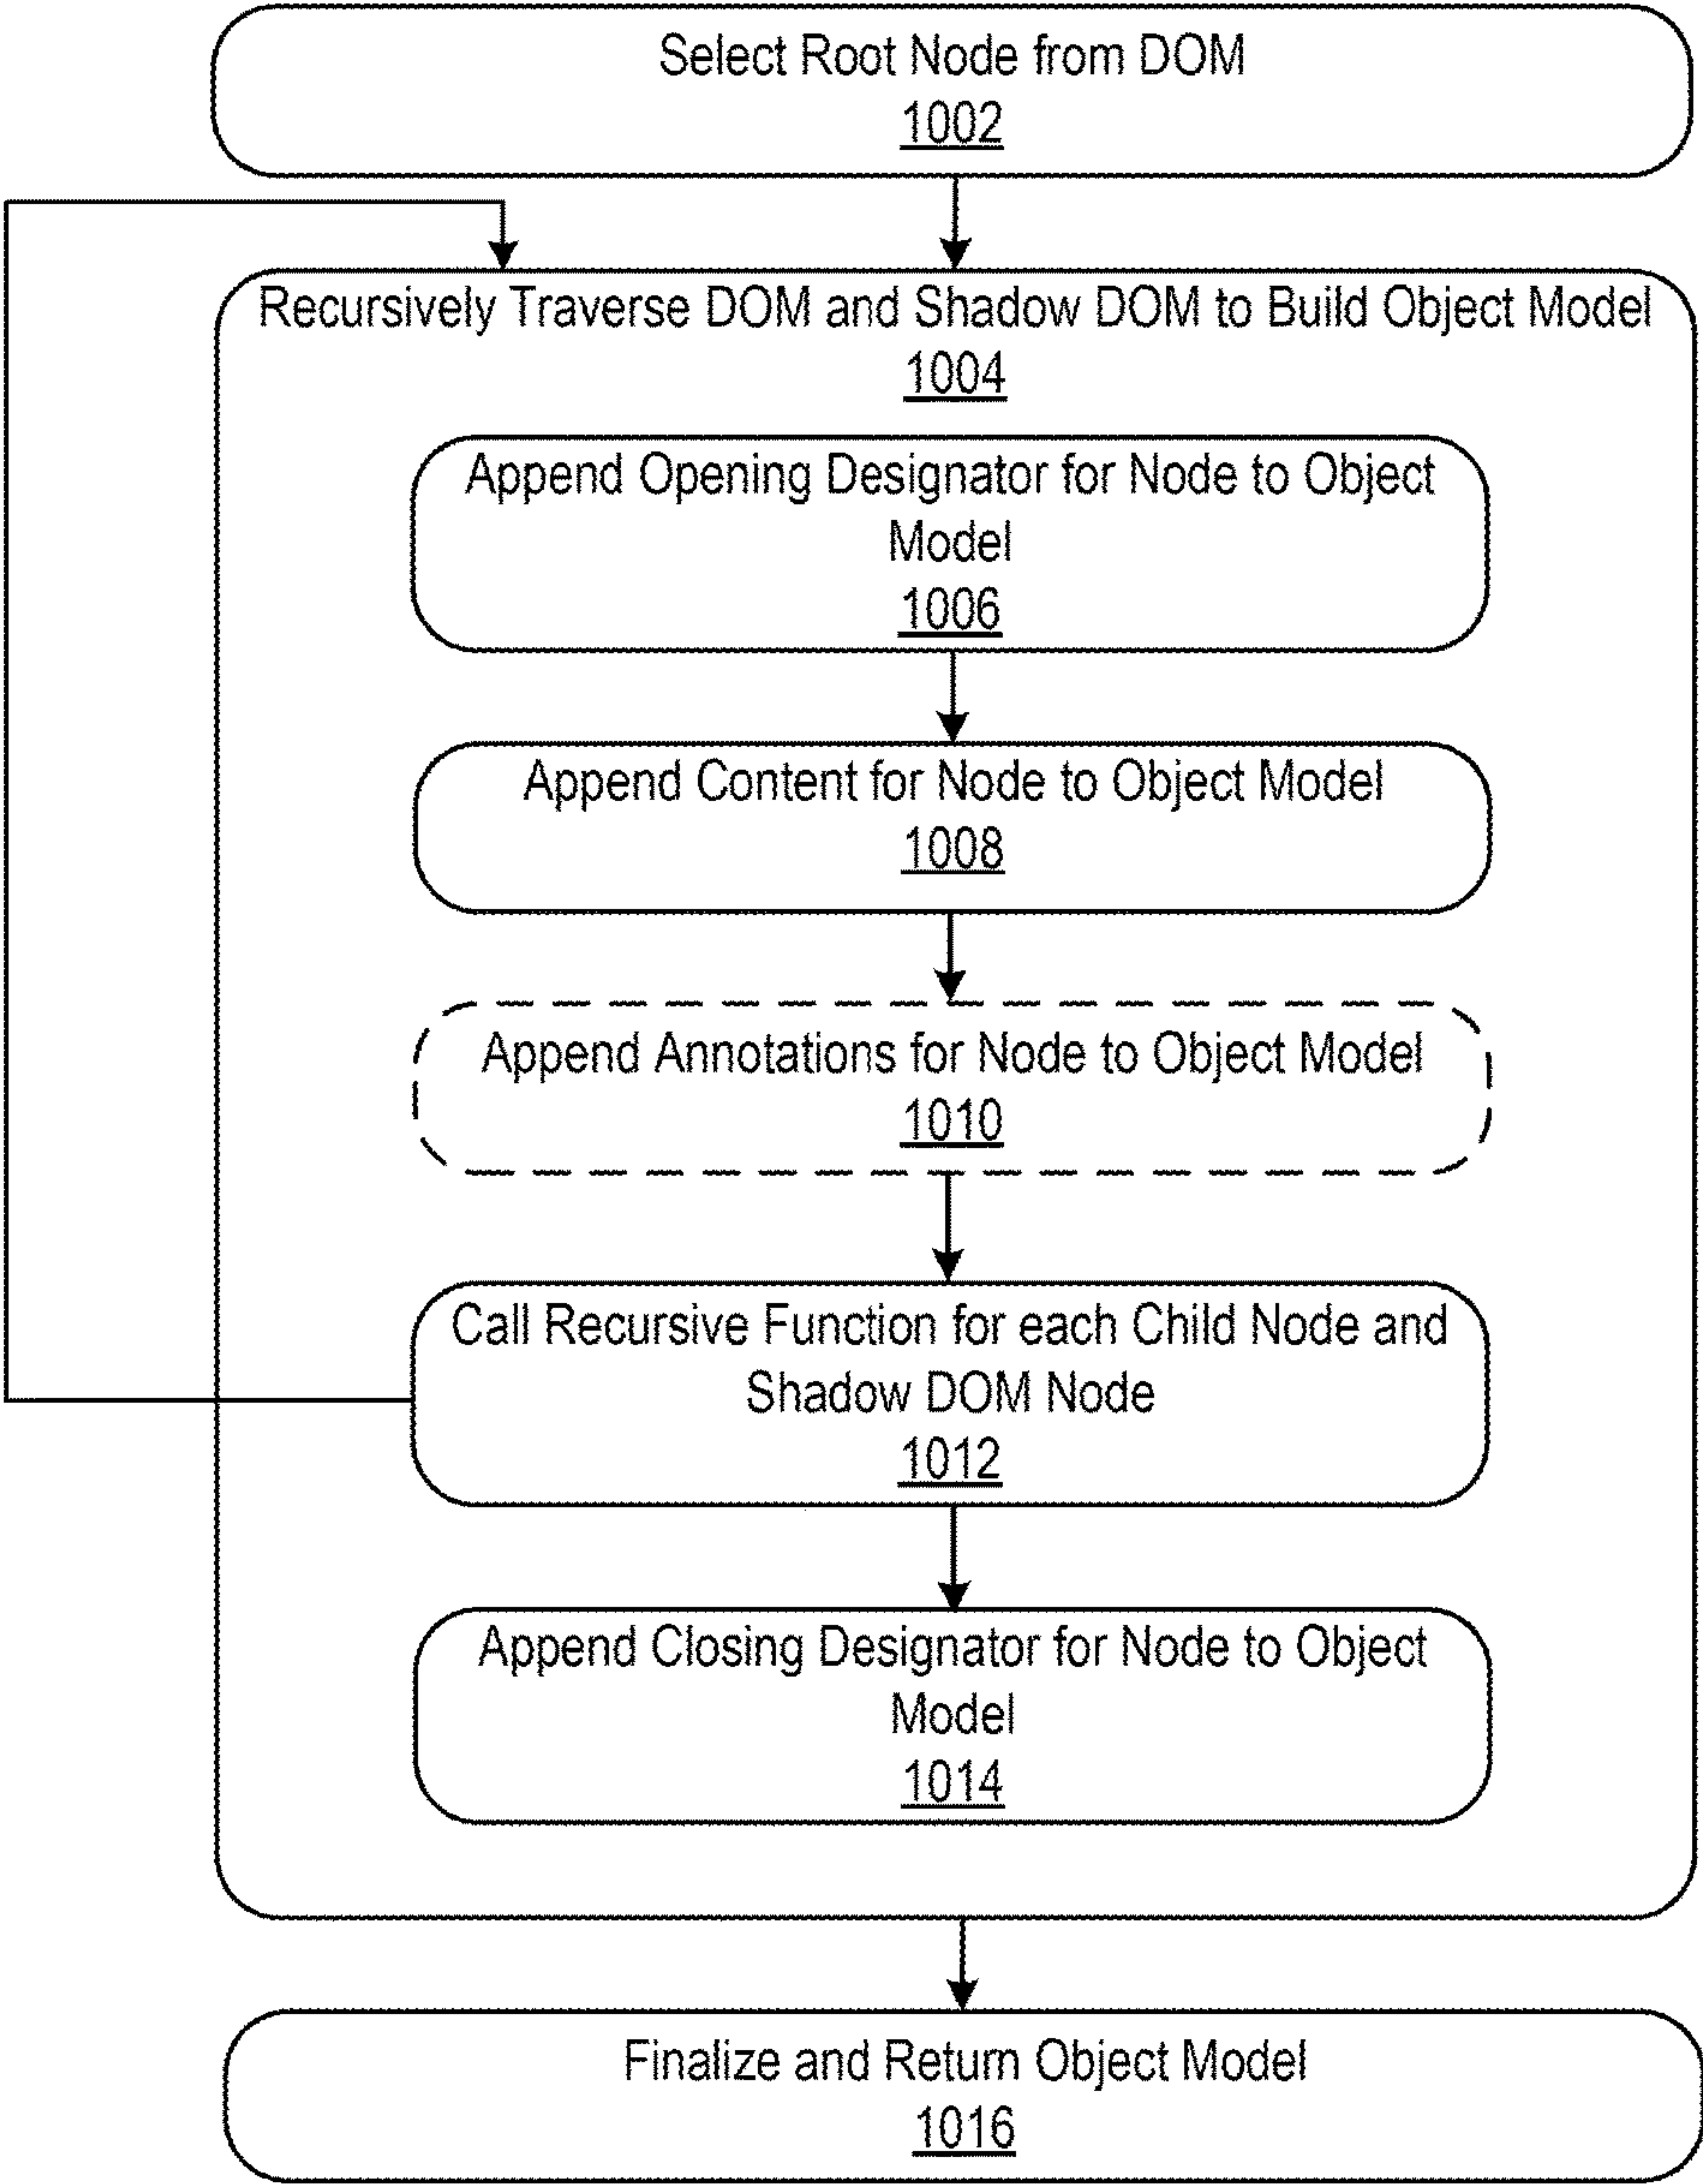 Select Root Node from DOM
1002
Recursively Traverse DOM and Shadow DOM to Build Object Model
1004
Append Opening Designator for Node to Object
Model
1006
Append Content for Node to Object Model
1008
Append Annotations for Node to Object Model
1010
Call Recursive Function for each Child Node and
Shadow DOM Node
1012
Append Closing Designator for Node to Object
Model
1014
Finalize and Return Object Model
1016